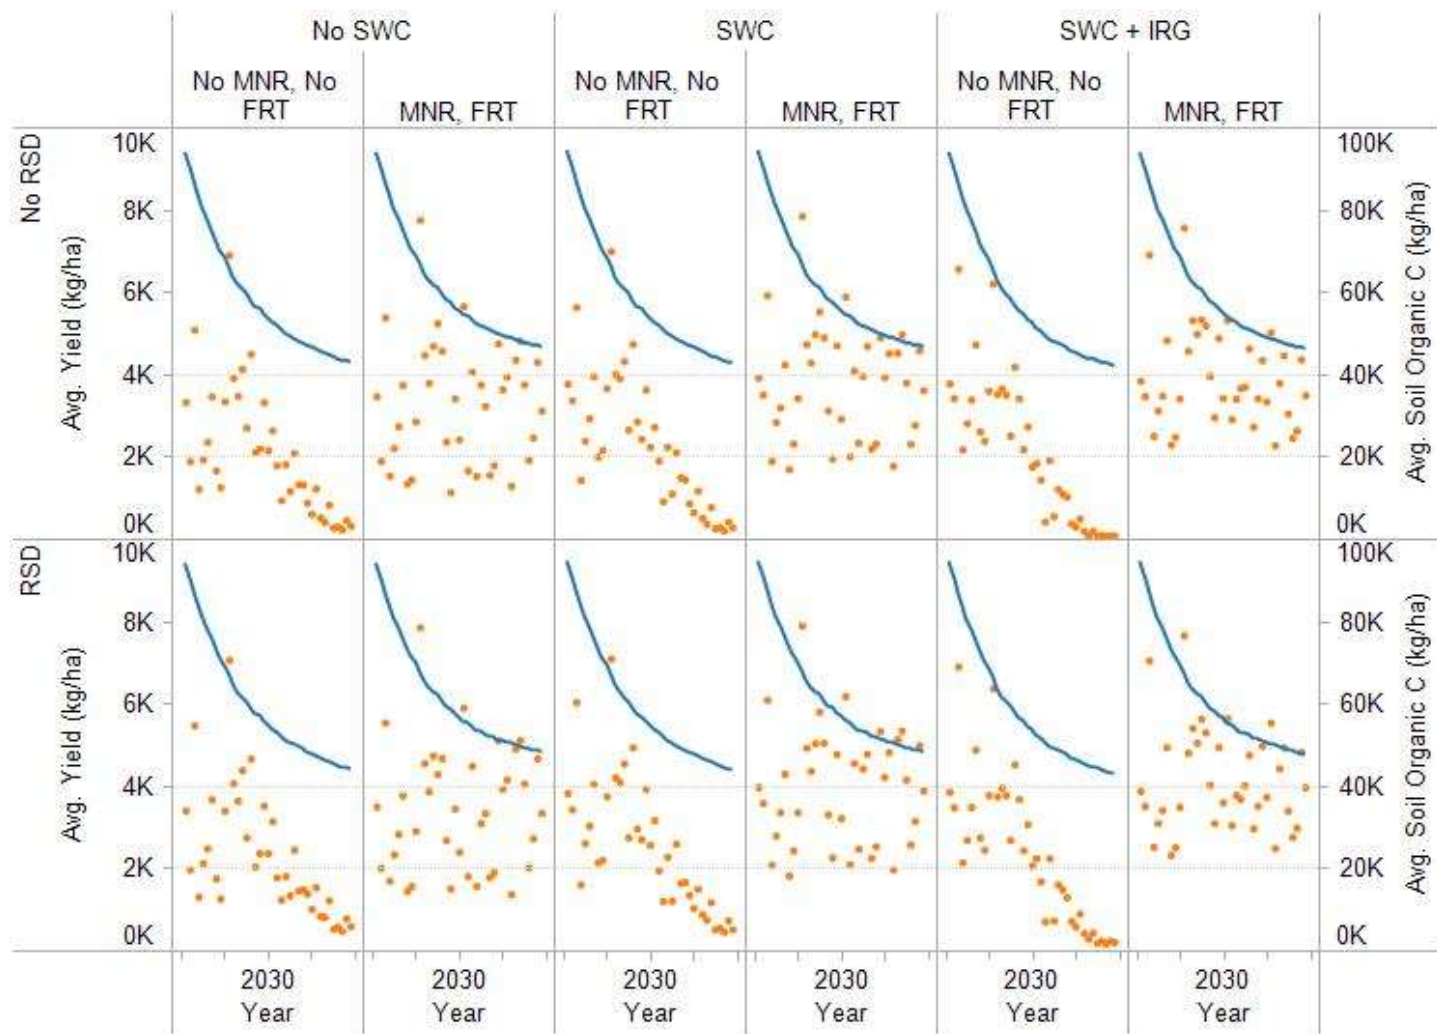 No SWC SWC SWC + IRG
No MNR, No FRT MNR, FRT No MNR, No FRT MNR, FRT No MNR, No FRT MNR, FRT
No RSD
Avg. Yield (kg/ha)
10K
8K
6K
4K
2K
0K
100K
80K
60K
40K
20K
0K
Avg. Soil Organic C (kg/ha)
RSD
Avg. Yield (kg/ha)
10K
8K
6K
4K
2K
0K
100K
80K
60K
40K
20K
0K
Avg. Soil Organic C (kg/ha)
2030 2030 2030 2030 2030 2030
Year Year Year Year Year Year